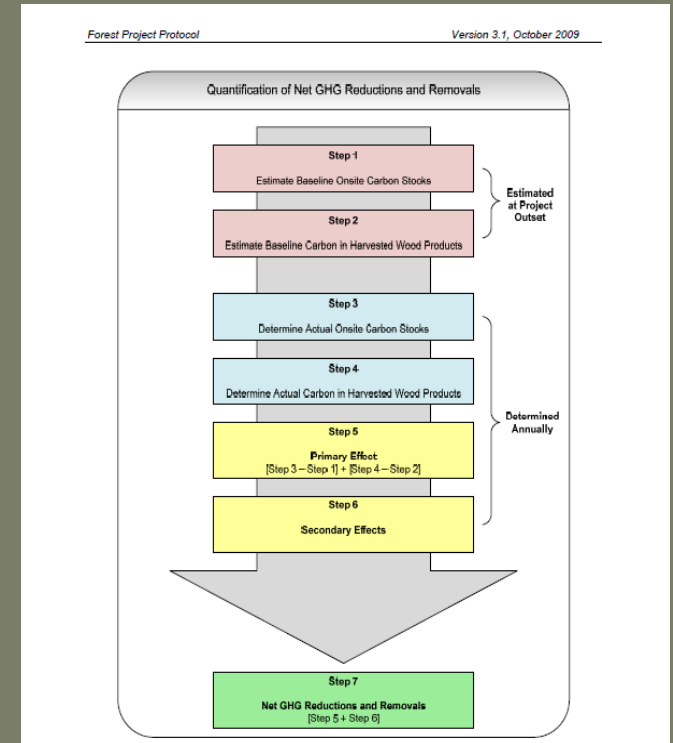 Forest Project Protocol Version 3.1, October 2009
Quantification of Net GHG Reductions and Removals
Step 1
Estimate Baseline Onsite Carbon Stocks
Step 2
Estimate Baseline Carbon in Harvested Wood Products
Estimated
at Project
Outset
Step 3
Determine Actual Onsite Carbon Stocks
Step 4
Determine Actual Carbon in Harvested Wood Products
Step 5
Primary Effect
[Step 3 – Step 1] + [Step 4 – Step 2]
Step 6
Secondary Effects
Determined
Annually
Step 7
Net GHG Reductions and Removals
[Step 5 + Step 6]